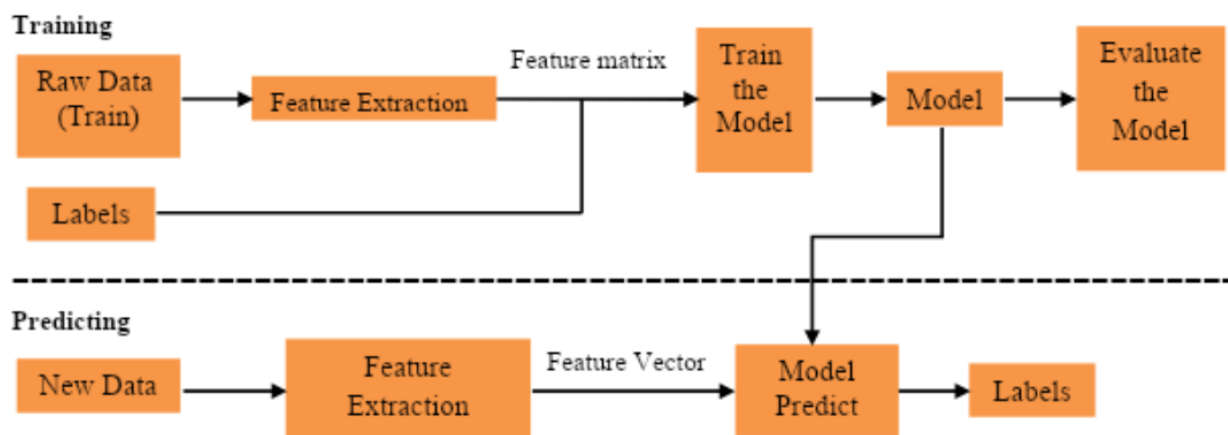 Training
Raw Data
(Train)
Feature Extraction
Feature matrix
Train
the
Model
Model
Evaluate
the
Model
Labels
Predicting
New Data
Feature
Extraction
Feature Vector
Model
Predict
Labels